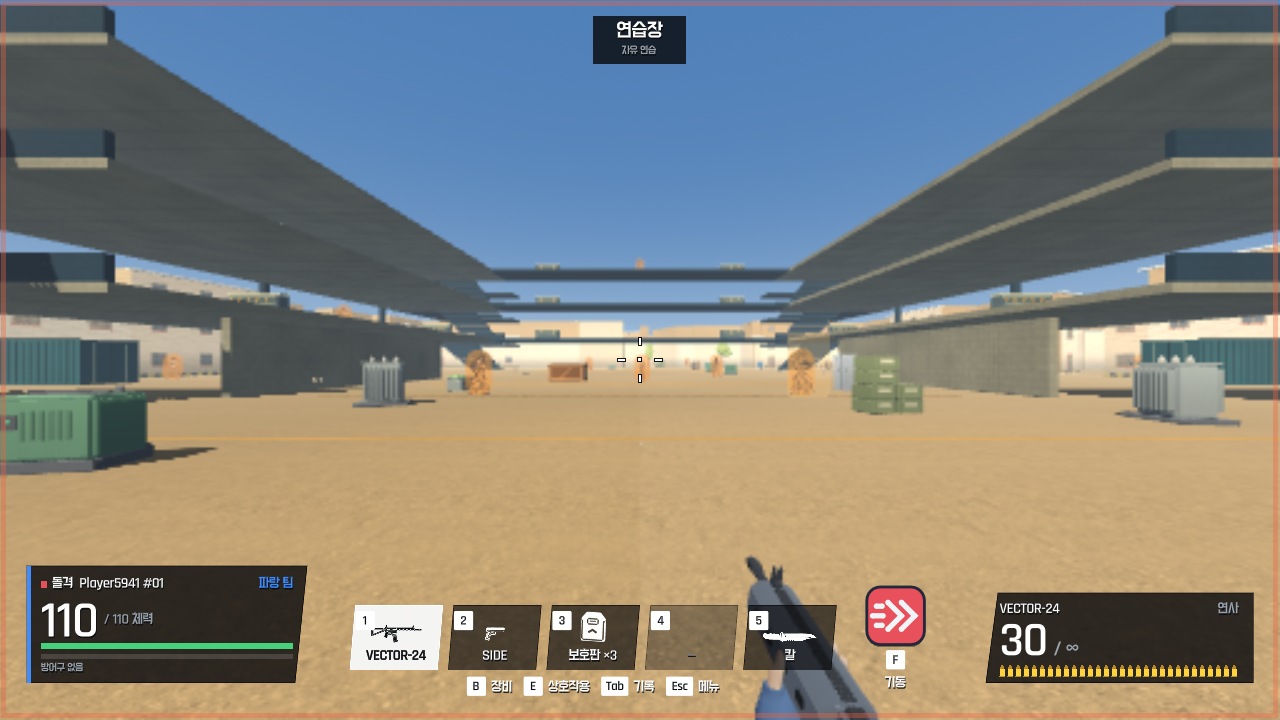 연습장
자유 연습
돌격 Player5941 #01 파랑 팀
110 / 110 체력
방어구 없음
1 VECTOR-24
2 SIDE
3 보호판 ×3
4 –
5 칼
B 장비 E 상호작용 Tab 기록 Esc 메뉴
F
기동
VECTOR-24 연사
30 / ∞